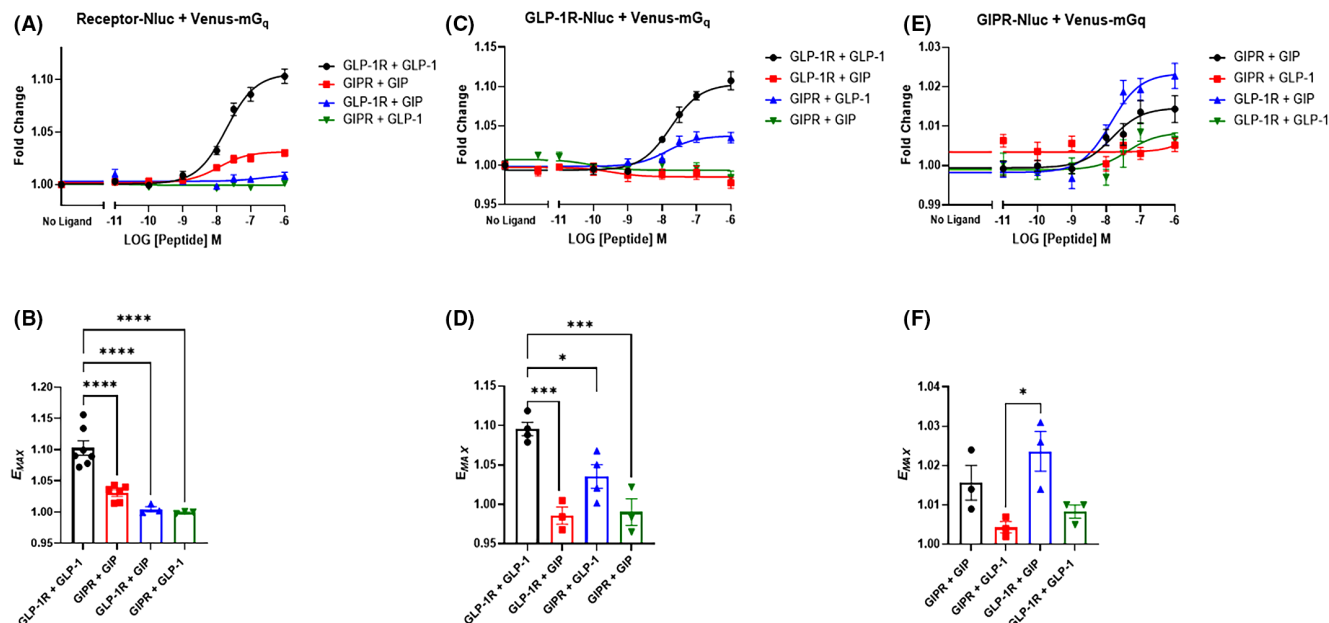 (A)
Receptor-Nluc + Venus-mGq
Fold Change
1.10
1.05
1.00
No Ligand
-11
-10
-9
-8
-7
-6
LOG [Peptide] M
GLP-1R + GLP-1
GIPR + GIP
GLP-1R + GIP
GIPR + GLP-1
(C)
GLP-1R-Nluc + Venus-mGq
Fold Change
1.15
1.10
1.05
1.00
0.95
No Ligand
-11
-10
-9
-8
-7
-6
LOG [Peptide] M
GLP-1R + GLP-1
GLP-1R + GIP
GIPR + GLP-1
GIPR + GIP
(E)
GIPR-Nluc + Venus-mGq
Fold Change
1.03
1.02
1.01
1.00
0.99
No Ligand
-11
-10
-9
-8
-7
-6
LOG [Peptide] M
GIPR + GIP
GIPR + GLP-1
GLP-1R + GIP
GLP-1R + GLP-1
(B)
****
****
****
EMAX
1.20
1.15
1.10
1.05
1.00
0.95
GLP-1R + GLP-1
GIPR + GIP
GLP-1R + GIP
GIPR + GLP-1
(D)
***
*
***
EMAX
1.15
1.10
1.05
1.00
0.95
GLP-1R + GLP-1
GLP-1R + GIP
GIPR + GLP-1
GIPR + GIP
(F)
*
EMAX
1.04
1.03
1.02
1.01
1.00
GIPR + GIP
GIPR + GLP-1
GLP-1R + GIP
GLP-1R + GLP-1